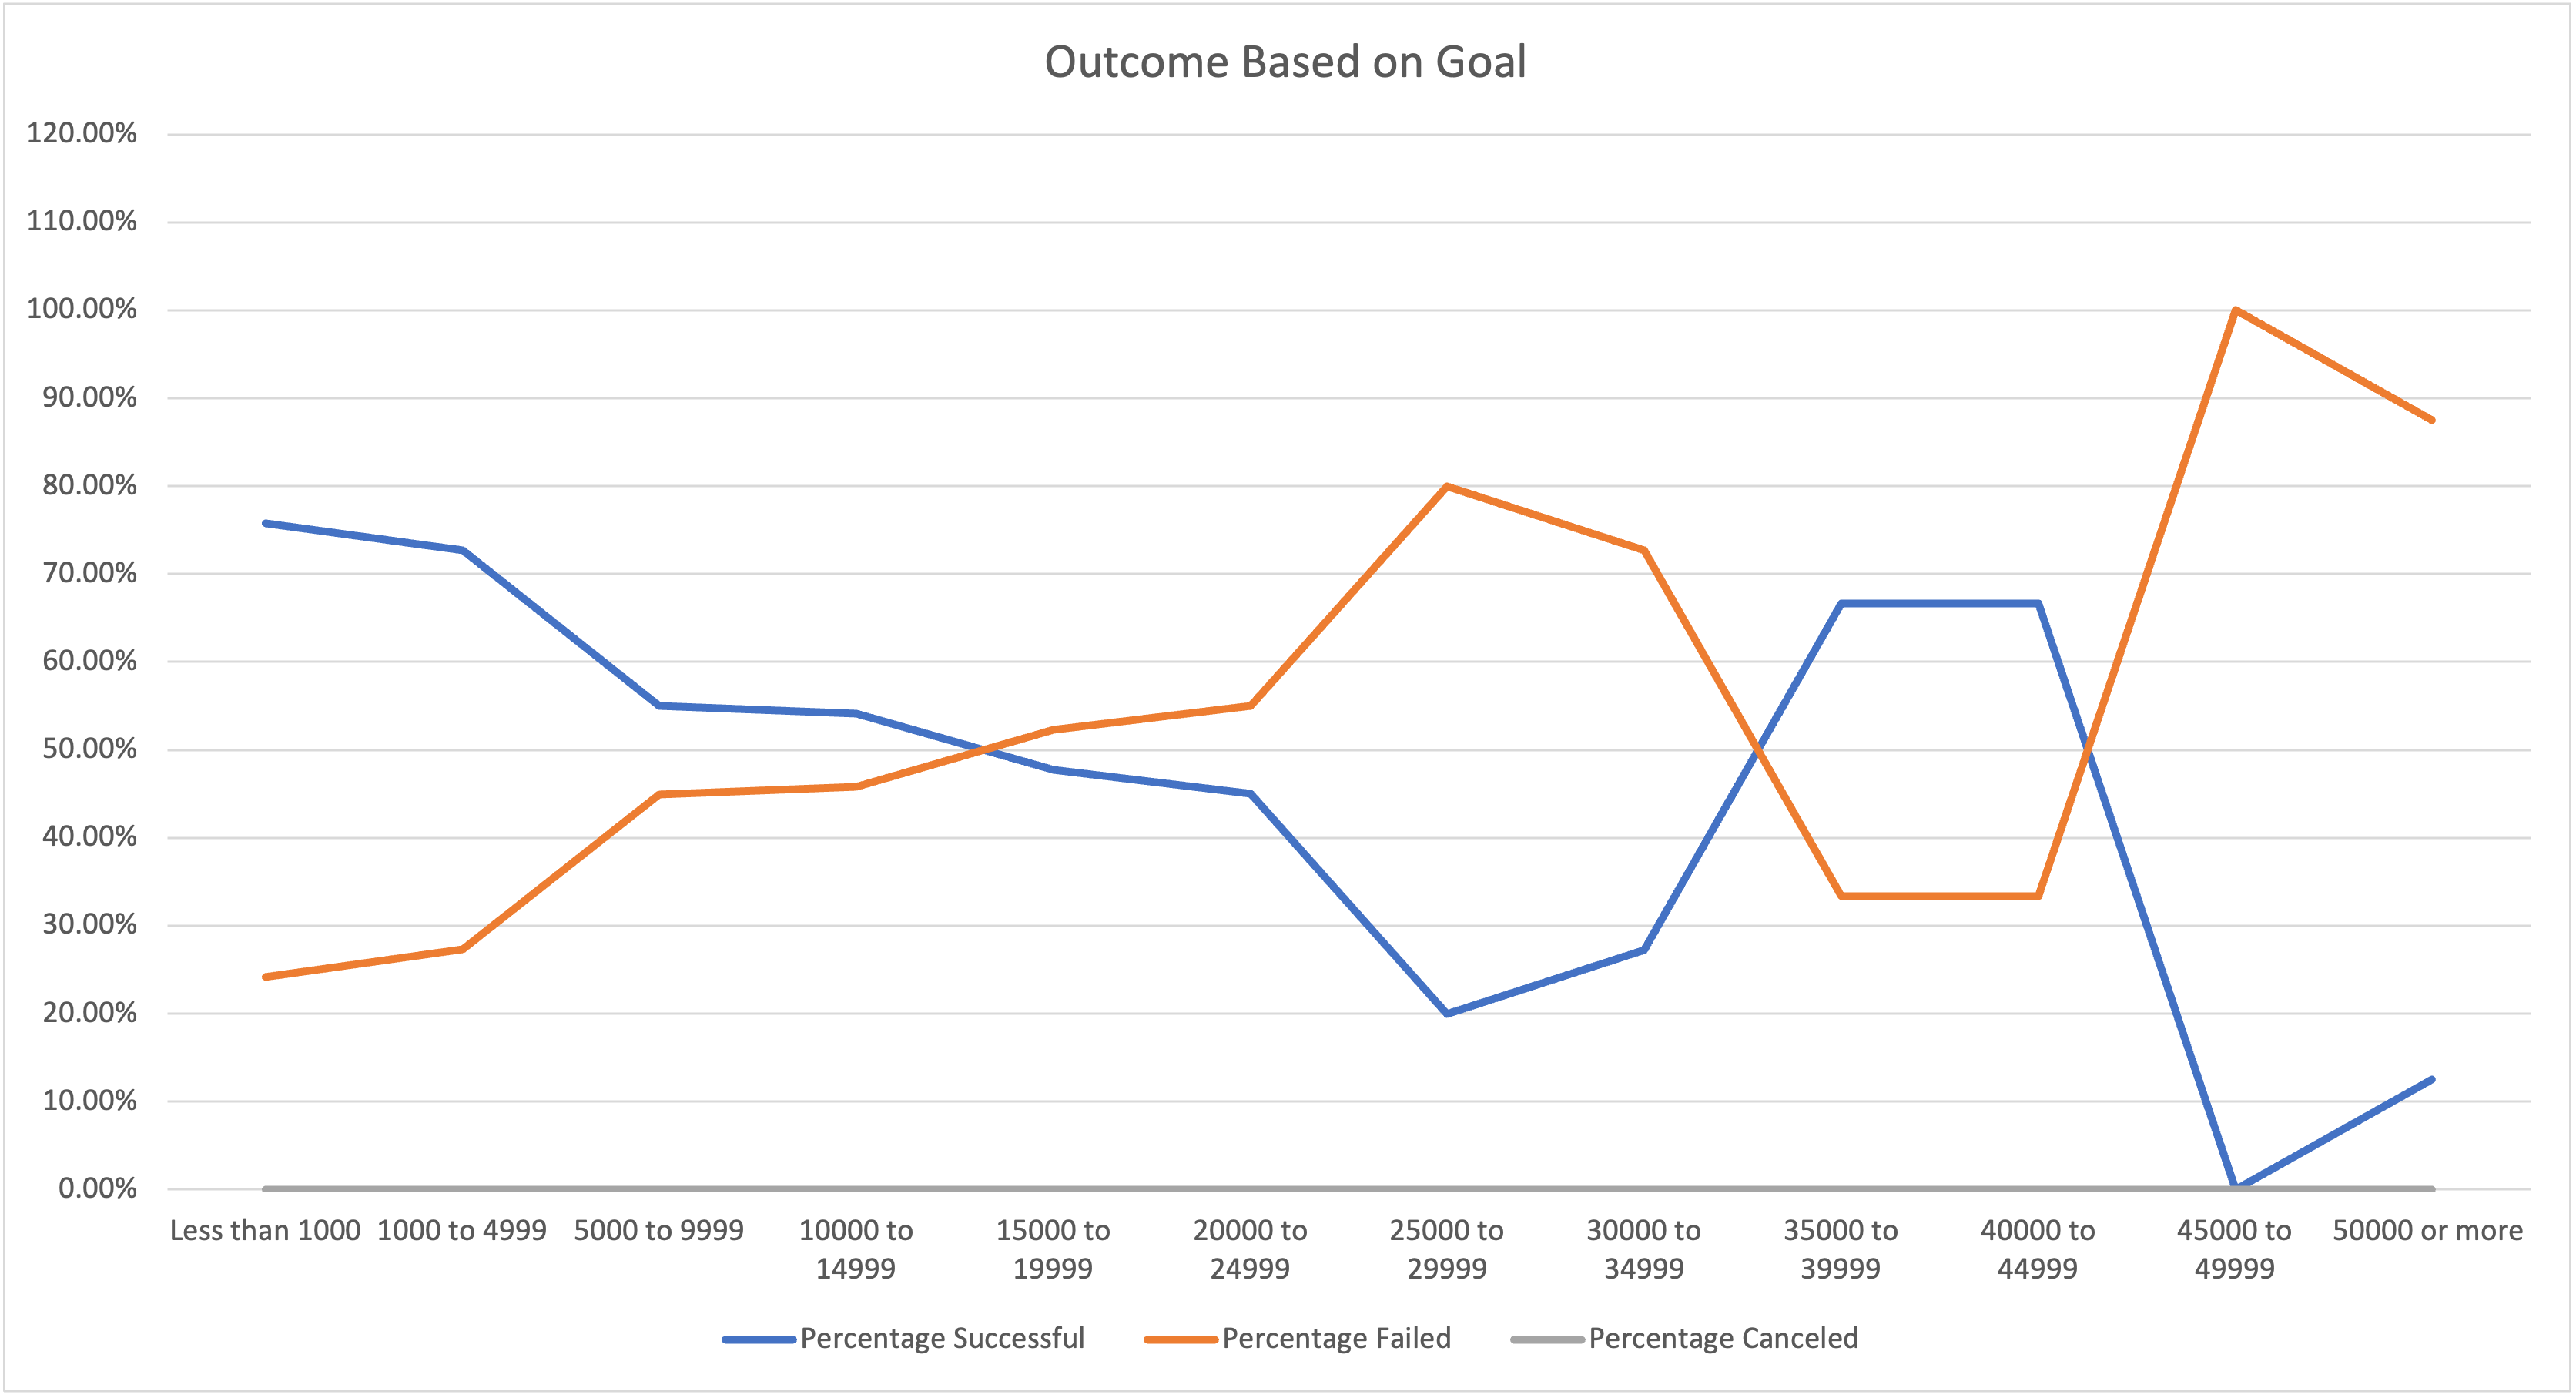 Outcome Based on Goal
120.00%
110.00%
100.00%
90.00%
80.00%
70.00%
60.00%
50.00%
40.00%
30.00%
20.00%
10.00%
0.00%
Less than 1000
1000 to 4999
5000 to 9999
10000 to
14999
15000 to
19999
20000 to
24999
25000 to
29999
30000 to
34999
35000 to
39999
40000 to
44999
45000 to
49999
50000 or more
Percentage Successful
Percentage Failed
Percentage Canceled